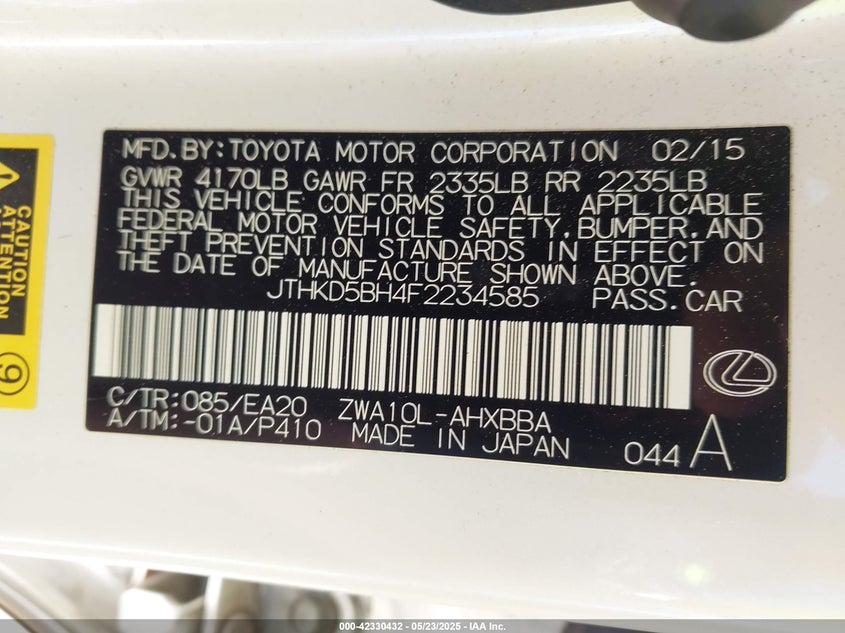 MFD.BY:TOYOTA MOTOR CORPORATION 02/15
GVWR 4170LB GAWR FR 2335LB RR 2235LB
THIS VEHICLE CONFORMS TO ALL APPLICABLE
FEDERAL MOTOR VEHICLE SAFETY,BUMPER,AND
THEFT PREVENTION STANDARDS IN EFFECT ON
THE DATE OF MANUFACTURE SHOWN ABOVE.
JTHKD5BH4F2234585 PASS.CAR
C/TR:085/EA20 ZWA10L-AHXBBA
A/TM:-01A/P410 MADE IN JAPAN 044 A
CAUTION
ATTENTION
9
000-42330432 - 05/23/2025 - IAA Inc.